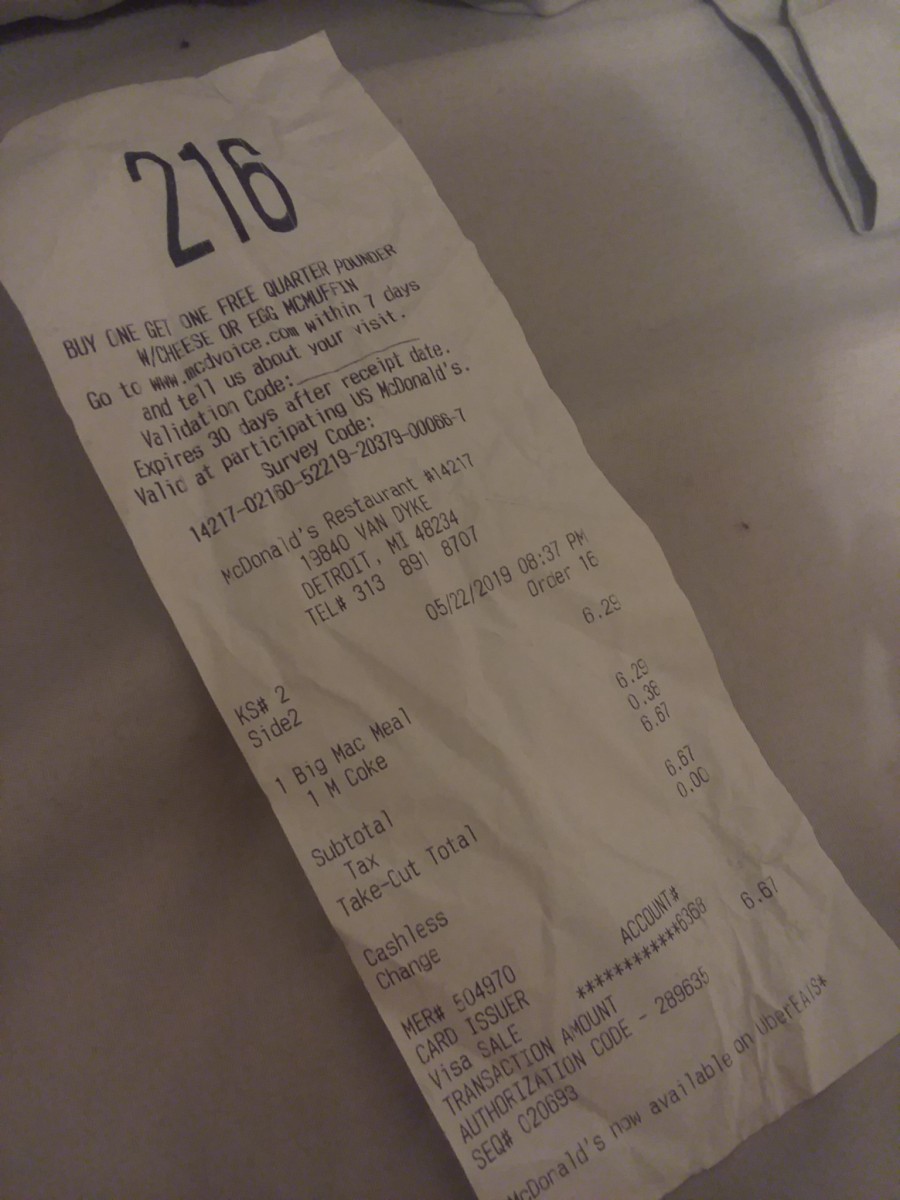 216
BUY ONE GET ONE FREE QUARTER POUNDER
W/CHEESE OR EGG MCMUFFIN
Go to www.mcdvoice.com within 7 days
and tell us about your visit.
Validation Code:
Expires 30 days after receipt date.
Valid at participating US McDonald's.
Survey Code:
14217-02160-52219-20379-00066-7
McDonald's Restaurant #14217
19840 VAN DYKE
DETROIT, MI 48234
TEL# 313 891 8707
KS# 2 05/22/2019 08:37 PM
Side2 Order 16
1 Big Mac Meal 6.29
1 M Coke
Subtotal 6.29
Tax 0.38
Take-Out Total 6.67
Cashless 6.67
Change 0.00
MER# 504970
CARD ISSUER ACCOUNT#
Visa SALE ************6368
TRANSACTION AMOUNT 6.67
AUTHORIZATION CODE - 289635
SEQ# 020693
McDonald's now available on uberEATS*